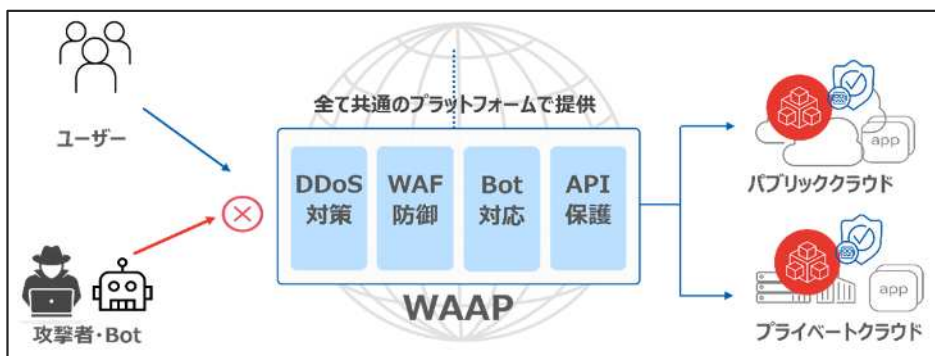 ユーザー
攻撃者・Bot
全て共通のプラットフォームで提供
DDoS
対策
WAF
防御
Bot
対応
API
保護
WAAP
app
パブリッククラウド
app
プライベートクラウド